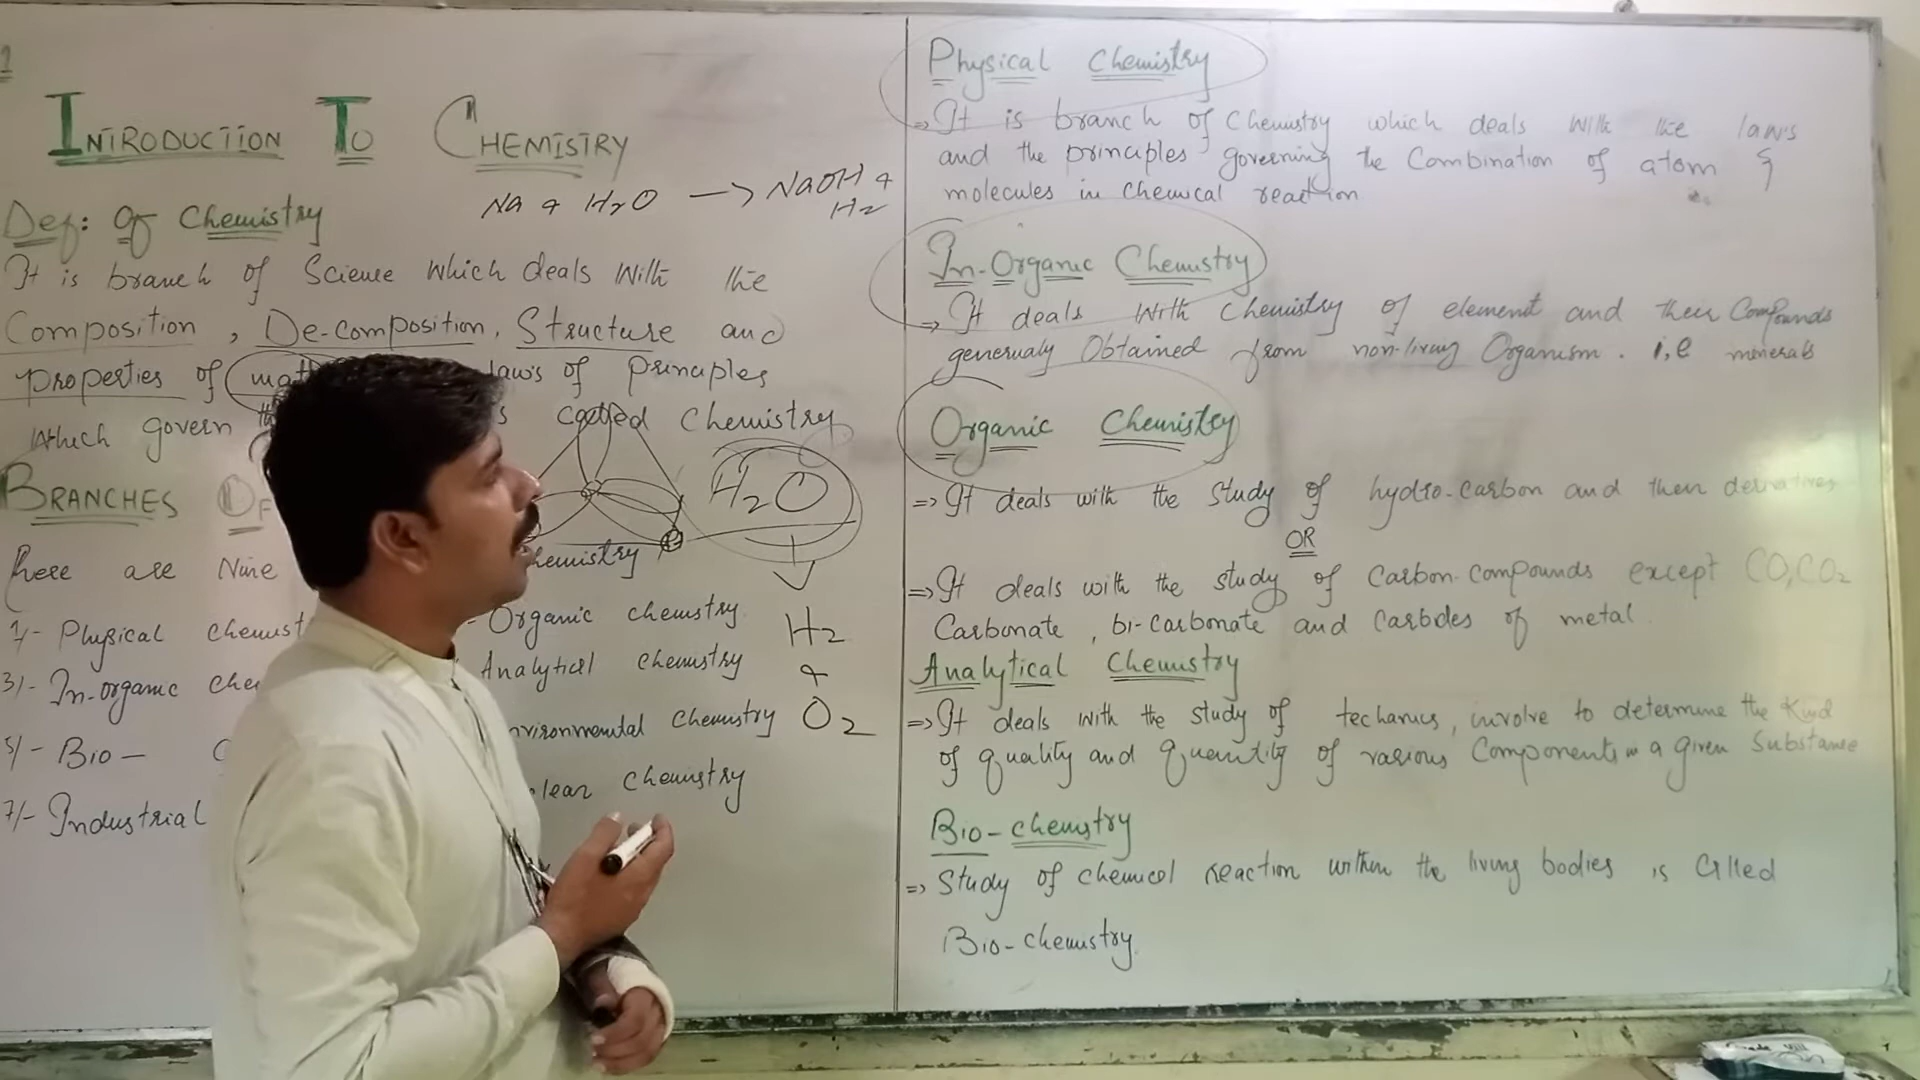 1
INTRODUCTION TO CHEMISTRY
Na + H2O —> NaOH +
H2
Def: of Chemistry
It is branch of Science which deals with the
Composition, De-composition, Structure and
properties of laws of principles
which govern called Chemistry
H2O
BRANCHES OF
There are Nine Chemistry
1/- Physical Organic chemistry
H2
3/- In-organic Analytical chemistry
+
5/- Bio - Environmental Chemistry
O2
7/- Industrial chemistry
Physical Chemistry
=> It is branch of Chemistry which deals with the laws
and the principles governing the Combination of atom &
molecules in chemical reaction
In-Organic Chemistry
=> It deals with chemistry of element and their Compounds
generualy Obtained from non-living Organism. i,e minerals
Organic Chemistry
=> It deals with the study of hydro-carbon and their derivatives
OR
=> It deals with the study of Carbon-compounds except CO,CO2
Carbonate, bi-carbonate and Carbides of metal.
Analytical Chemistry
=> It deals with the study of techanics, involve to determine the Kind
of quality and quantity of various Components in a given Substance
Bio-chemistry
=> Study of chemical reaction within the living bodies is Called
Bio-chemistry.